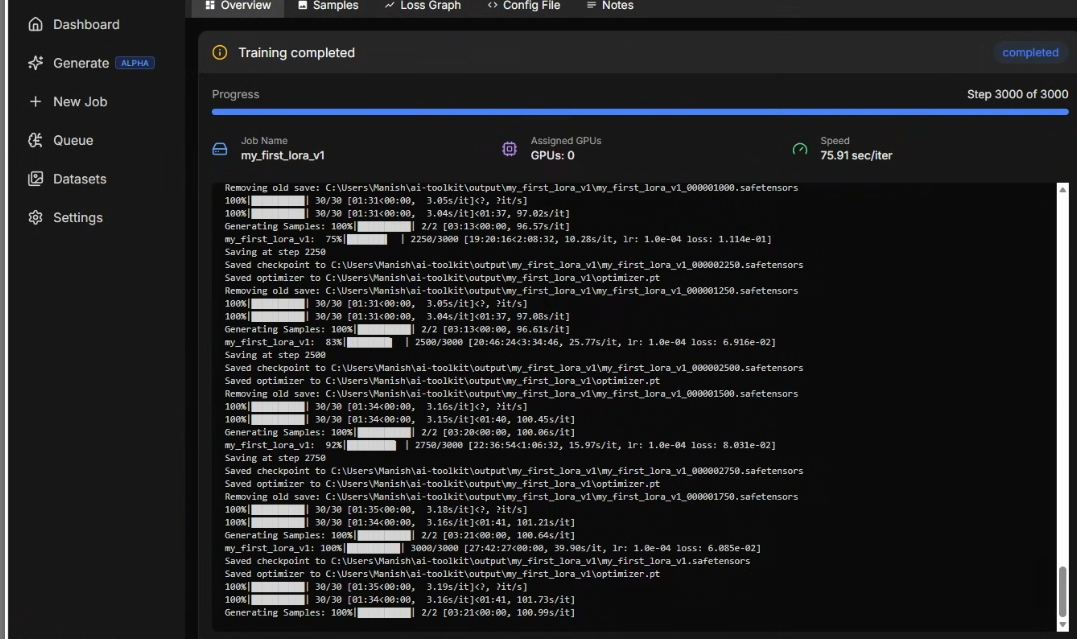 Overview Samples Loss Graph Config File Notes
Dashboard
Generate ALPHA
New Job
Queue
Datasets
Settings
Training completed completed
Progress Step 3000 of 3000
Job Name
my_first_lora_v1
Assigned GPUs
GPUs: 0
Speed
75.91 sec/iter
Removing old save: C:\Users\Manish\ai-toolkit\output\my_first_lora_v1\my_first_lora_v1_000001000.safetensors
100%|██████████| 30/30 [01:31<00:00, 3.05s/it]<?, ?it/s]
100%|██████████| 30/30 [01:31<00:00, 3.04s/it]<01:37, 97.02s/it]
Generating Samples: 100%|██████████| 2/2 [03:13<00:00, 96.57s/it]
my_first_lora_v1: 75%|███████▌ | 2250/3000 [19:20:16<2:08:32, 10.28s/it, lr: 1.0e-04 loss: 1.114e-01]
Saving at step 2250
Saved checkpoint to C:\Users\Manish\ai-toolkit\output\my_first_lora_v1\my_first_lora_v1_000002250.safetensors
Saved optimizer to C:\Users\Manish\ai-toolkit\output\my_first_lora_v1\optimizer.pt
Removing old save: C:\Users\Manish\ai-toolkit\output\my_first_lora_v1\my_first_lora_v1_000001250.safetensors
100%|██████████| 30/30 [01:31<00:00, 3.05s/it]<?, ?it/s]
100%|██████████| 30/30 [01:31<00:00, 3.04s/it]<01:37, 97.08s/it]
Generating Samples: 100%|██████████| 2/2 [03:13<00:00, 96.61s/it]
my_first_lora_v1: 83%|████████▎ | 2500/3000 [20:46:24<3:34:46, 25.77s/it, lr: 1.0e-04 loss: 6.916e-02]
Saving at step 2500
Saved checkpoint to C:\Users\Manish\ai-toolkit\output\my_first_lora_v1\my_first_lora_v1_000002500.safetensors
Saved optimizer to C:\Users\Manish\ai-toolkit\output\my_first_lora_v1\optimizer.pt
Removing old save: C:\Users\Manish\ai-toolkit\output\my_first_lora_v1\my_first_lora_v1_000001500.safetensors
100%|██████████| 30/30 [01:34<00:00, 3.16s/it]<?, ?it/s]
100%|██████████| 30/30 [01:34<00:00, 3.15s/it]<01:40, 100.45s/it]
Generating Samples: 100%|██████████| 2/2 [03:20<00:00, 100.06s/it]
my_first_lora_v1: 92%|█████████▏| 2750/3000 [22:36:54<1:06:32, 15.97s/it, lr: 1.0e-04 loss: 8.031e-02]
Saving at step 2750
Saved checkpoint to C:\Users\Manish\ai-toolkit\output\my_first_lora_v1\my_first_lora_v1_000002750.safetensors
Saved optimizer to C:\Users\Manish\ai-toolkit\output\my_first_lora_v1\optimizer.pt
Removing old save: C:\Users\Manish\ai-toolkit\output\my_first_lora_v1\my_first_lora_v1_000001750.safetensors
100%|██████████| 30/30 [01:35<00:00, 3.18s/it]<?, ?it/s]
100%|██████████| 30/30 [01:34<00:00, 3.16s/it]<01:41, 101.21s/it]
Generating Samples: 100%|██████████| 2/2 [03:21<00:00, 100.64s/it]
my_first_lora_v1: 100%|██████████| 3000/3000 [27:42:27<00:00, 39.90s/it, lr: 1.0e-04 loss: 6.085e-02]
Saved checkpoint to C:\Users\Manish\ai-toolkit\output\my_first_lora_v1\my_first_lora_v1.safetensors
Saved optimizer to C:\Users\Manish\ai-toolkit\output\my_first_lora_v1\optimizer.pt
100%|██████████| 30/30 [01:35<00:00, 3.19s/it]<?, ?it/s]
100%|██████████| 30/30 [01:34<00:00, 3.16s/it]<01:41, 101.73s/it]
Generating Samples: 100%|██████████| 2/2 [03:21<00:00, 100.99s/it]